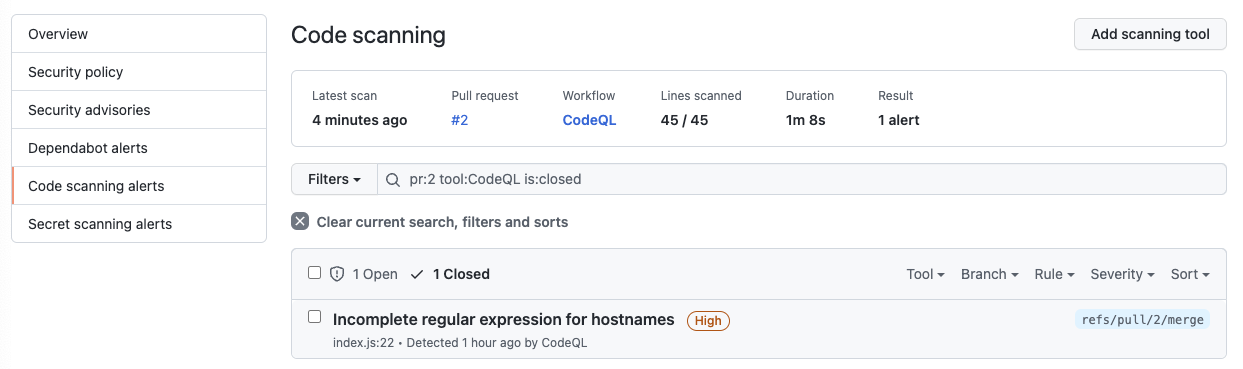 Overview
Security policy
Security advisories
Dependabot alerts
Code scanning alerts
Secret scanning alerts
Code scanning
Add scanning tool
Latest scan Pull request Workflow Lines scanned Duration Result
4 minutes ago #2 CodeQL 45 / 45 1m 8s 1 alert
Filters pr:2 tool:CodeQL is:closed
Clear current search, filters and sorts
1 Open 1 Closed Tool Branch Rule Severity Sort
Incomplete regular expression for hostnames High refs/pull/2/merge
index.js:22 • Detected 1 hour ago by CodeQL